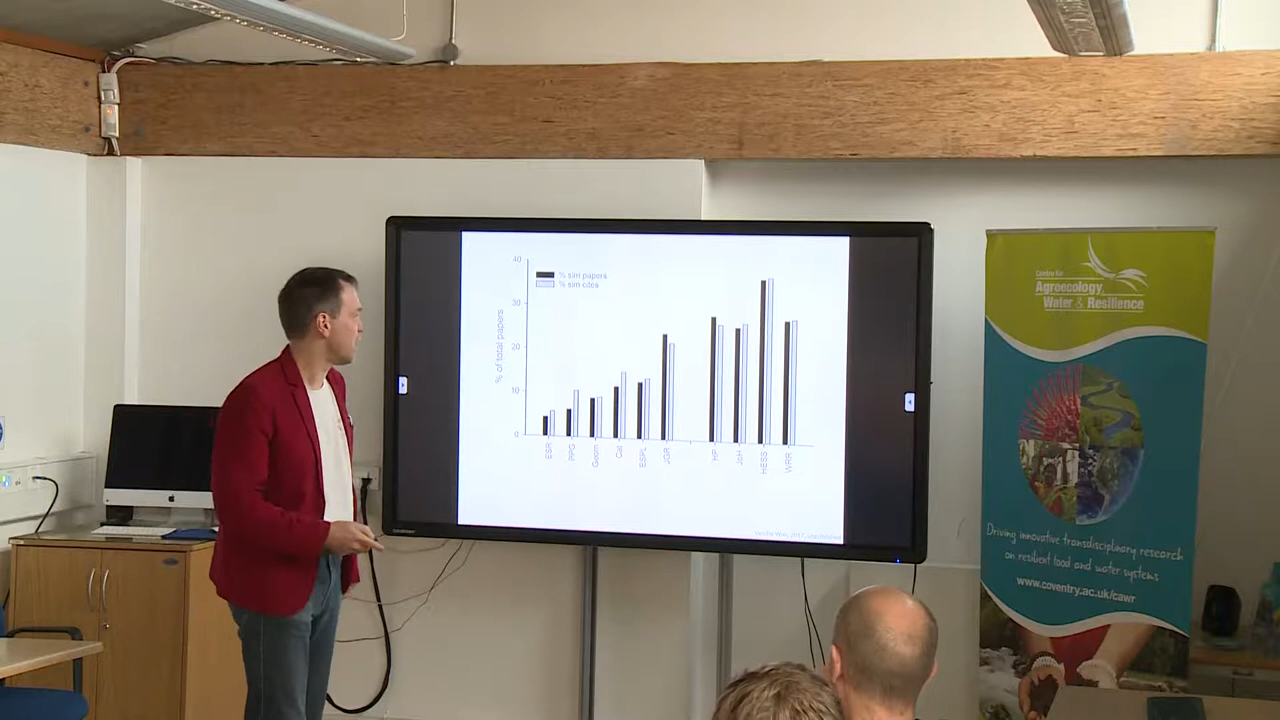 40
30
20
10
0
% of total papers
% sim papers
% sim cites
ESR
PPG
Geom
Cat
ESPL
JGR
HP
JoH
HESS
WRR
Centre for
Agroecology,
Water & Resilience
Driving innovative transdisciplinary research
on resilient food and water systems
www.coventry.ac.uk/cawr